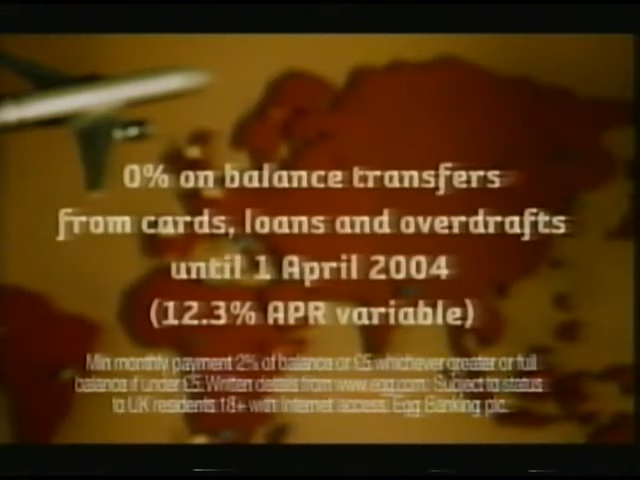 0% on balance transfers
from cards, loans and overdrafts
until 1 April 2004
(12.3% APR variable)
Min monthly payment 2% of balance or £5 whichever greater or full
balance if under £5. Written details from www.egg.com. Subject to status
to UK residents 18+ with Internet access. Egg Banking plc.